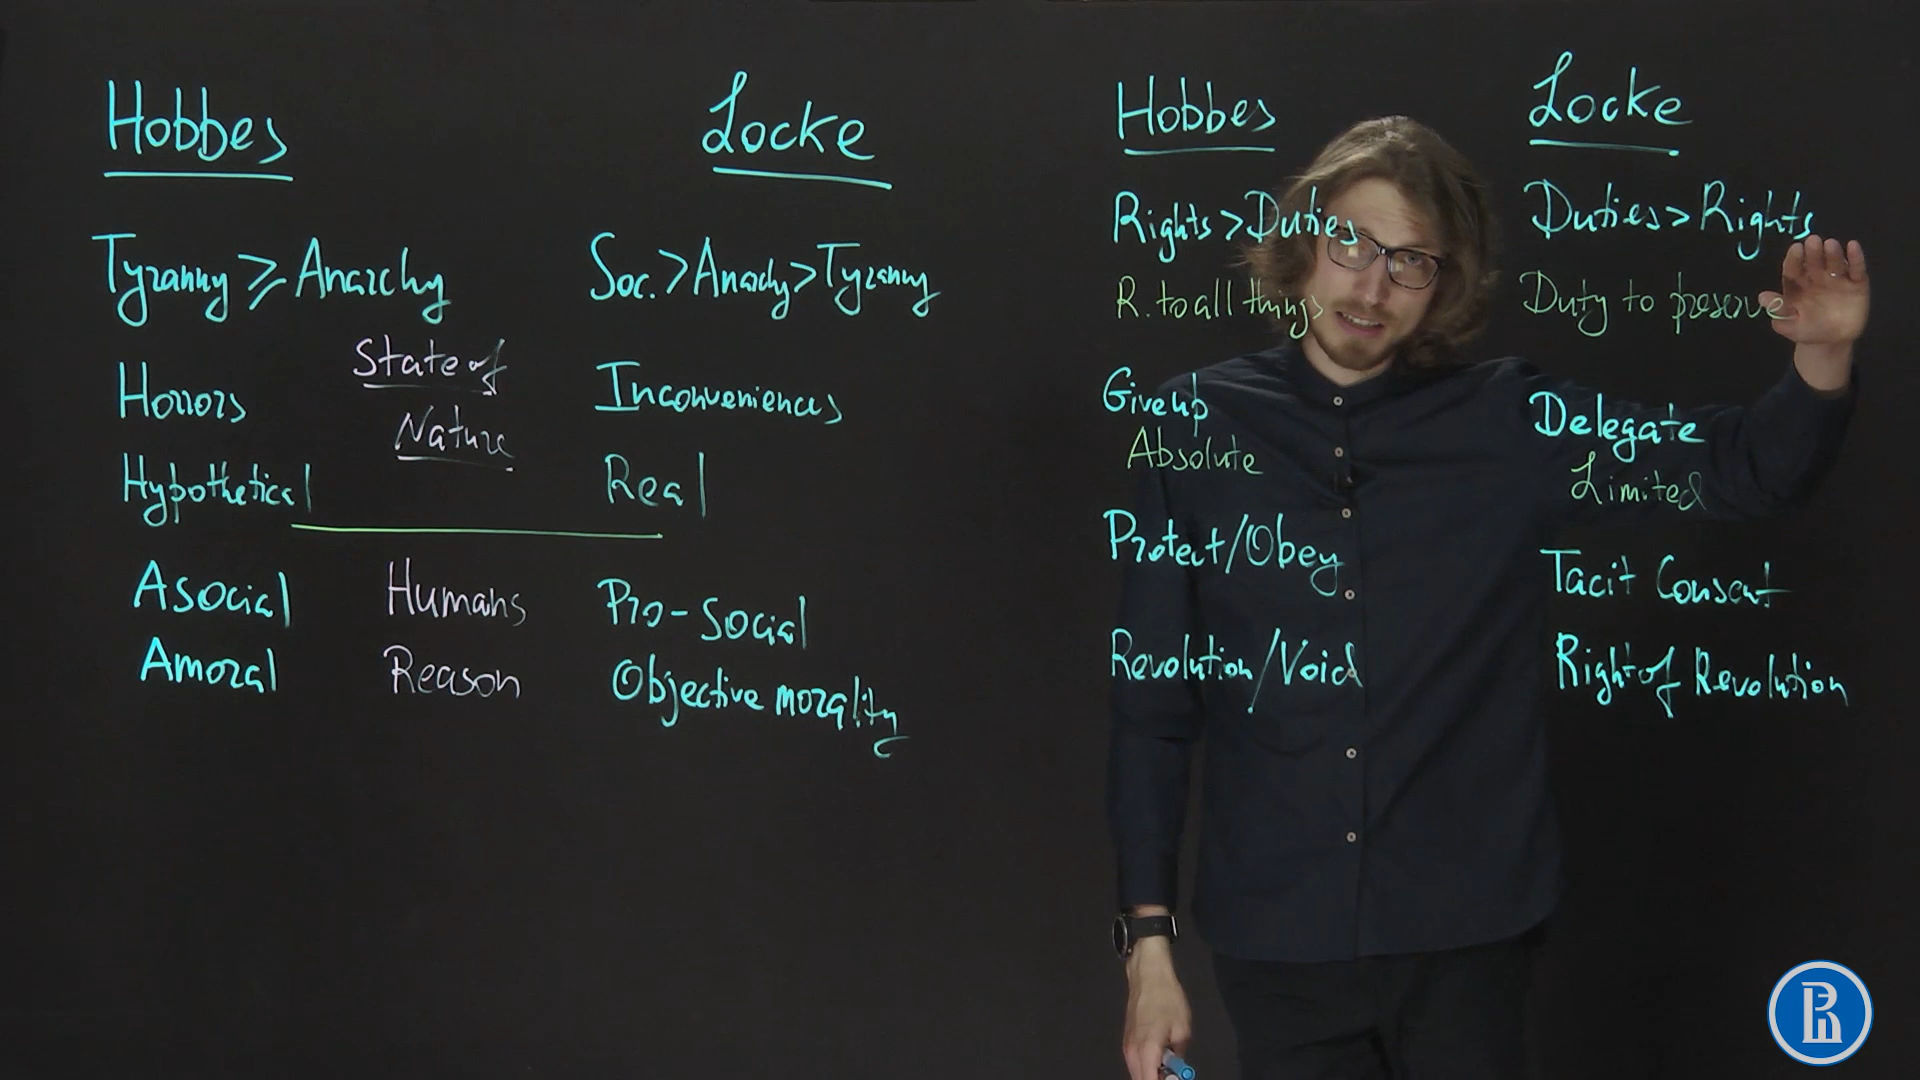 Hobbes
Locke
Tyranny ≥ Anarchy
Soc. > Anarchy > Tyranny
State of
Nature
Horrors
Inconveniences
Hypothetical
Real
Asocial
Humans
Pro-social
Amoral
Reason
Objective morality
Hobbes
Locke
Rights > Duties
Duties > Rights
R. to all things
Duty to preserve
Give up
Delegate
Absolute
Limited
Protect/Obey
Tacit Consent
Revolution/Void
Right of Revolution